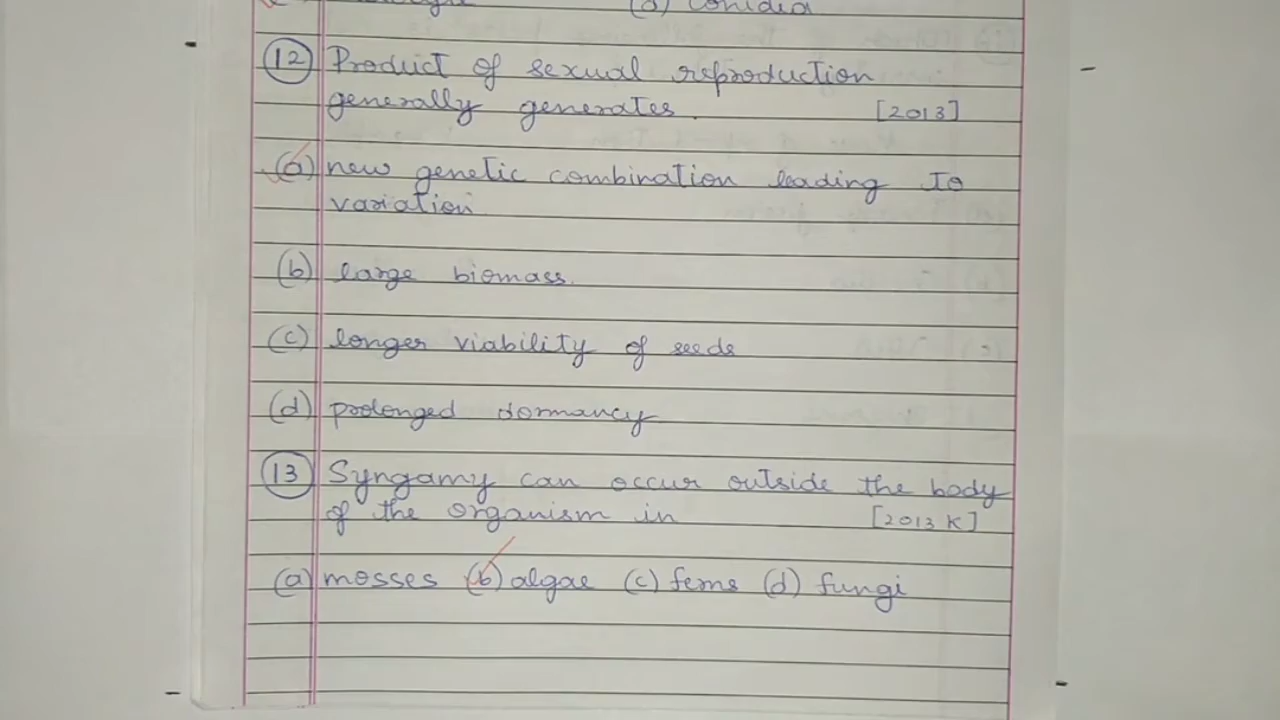 (d) conidia
(12) Product of sexual reproduction
generally generates. [2013]
(a) new genetic combination leading to
variation.
(b) large biomass.
(c) longer viability of seeds
(d) prolonged dormancy
(13) Syngamy can occur outside the body
of the organism in [2013 K]
(a) mosses (b) algae (c) ferns (d) fungi